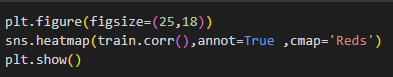 plt.figure(figsize=(25,18))
sns.heatmap(train.corr(),annot=True ,cmap='Reds')
plt.show()